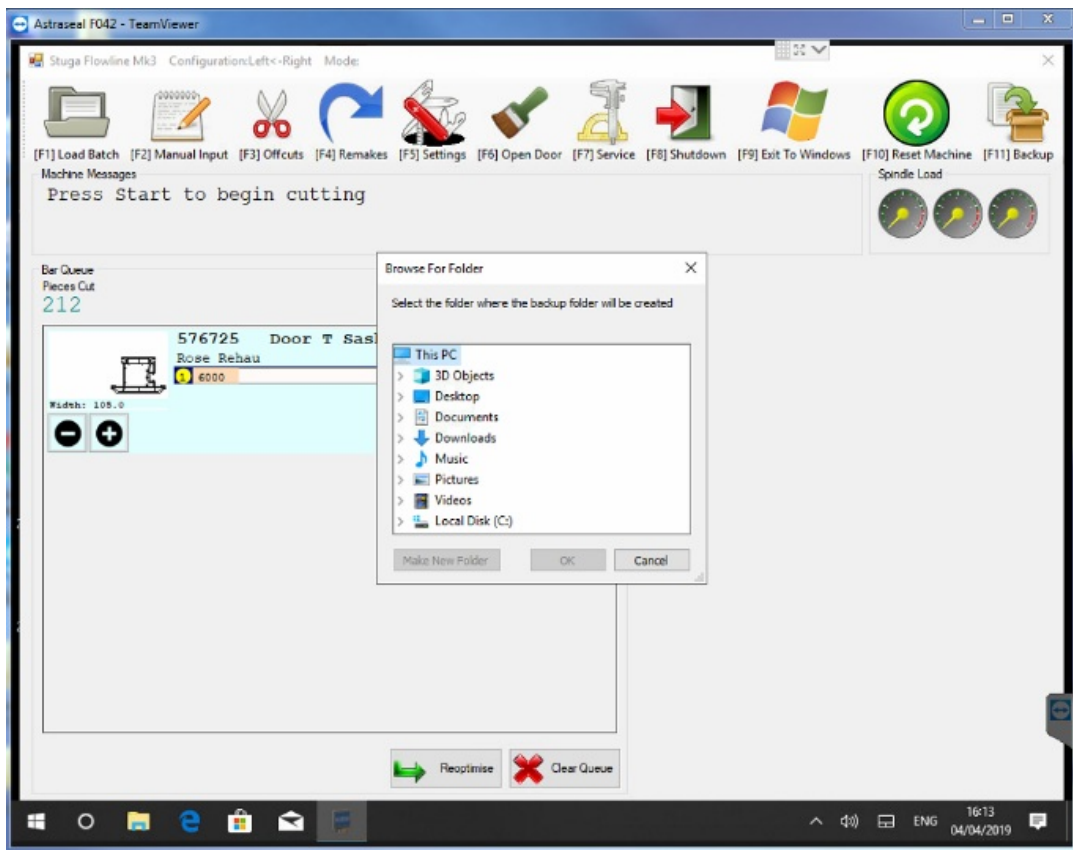 Astraseal F042 - TeamViewer
Stuga Flowline Mk3 Configuration:Left<-Right Mode:
[F1] Load Batch [F2] Manual Input [F3] Offcuts [F4] Remakes [F5] Settings [F6] Open Door [F7] Service [F8] Shutdown [F9] Exit To Windows [F10] Reset Machine [F11] Backup
Machine Messages
Press Start to begin cutting
Spindle Load
Bar Queue
Pieces Cut
212
576725 Door T Sas
Rose Rehau
1 6000
Width: 105.0
Browse For Folder
Select the folder where the backup folder will be created
This PC
3D Objects
Desktop
Documents
Downloads
Music
Pictures
Videos
Local Disk (C:)
Make New Folder OK Cancel
Reoptimise Clear Queue
ENG
16:13
04/04/2019